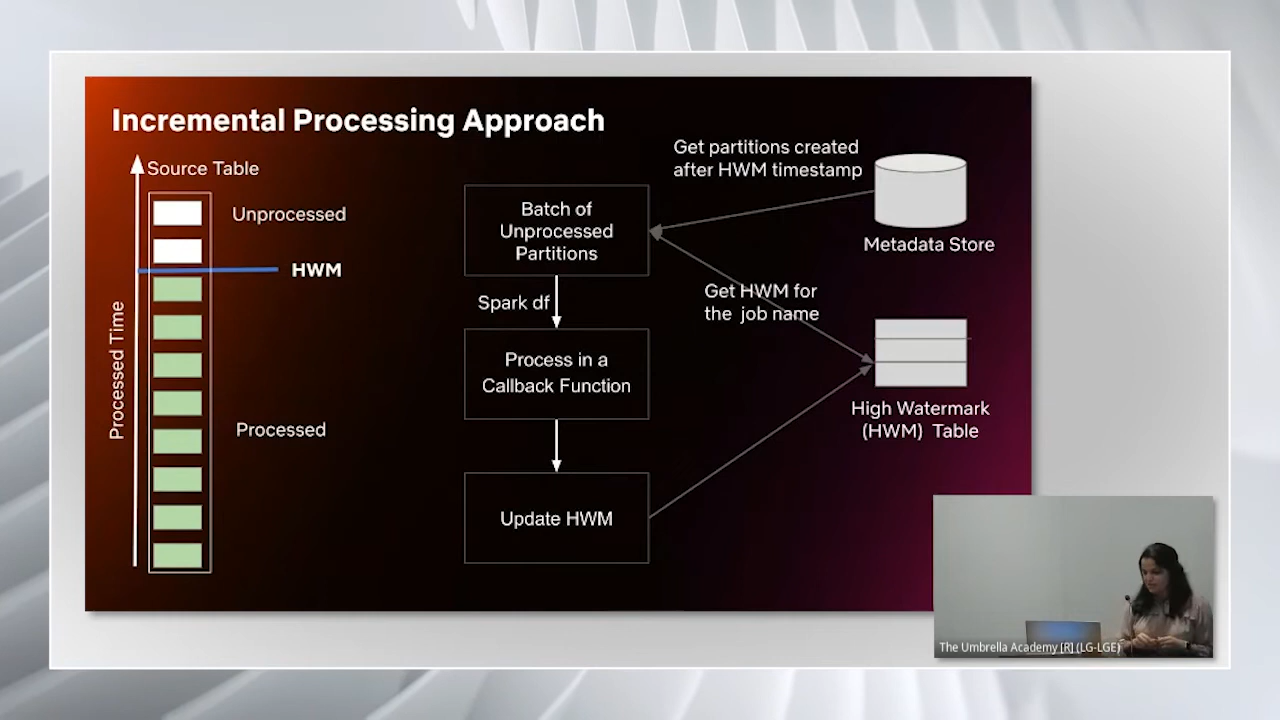 Incremental Processing Approach
Source Table
Unprocessed
HWM
Processed Time
Processed
Batch of
Unprocessed
Partitions
Spark df
Process in a
Callback Function
Update HWM
Get partitions created
after HWM timestamp
Metadata Store
Get HWM for
the job name
High Watermark
(HWM) Table
The Umbrella Academy [R] (LG-LGE)